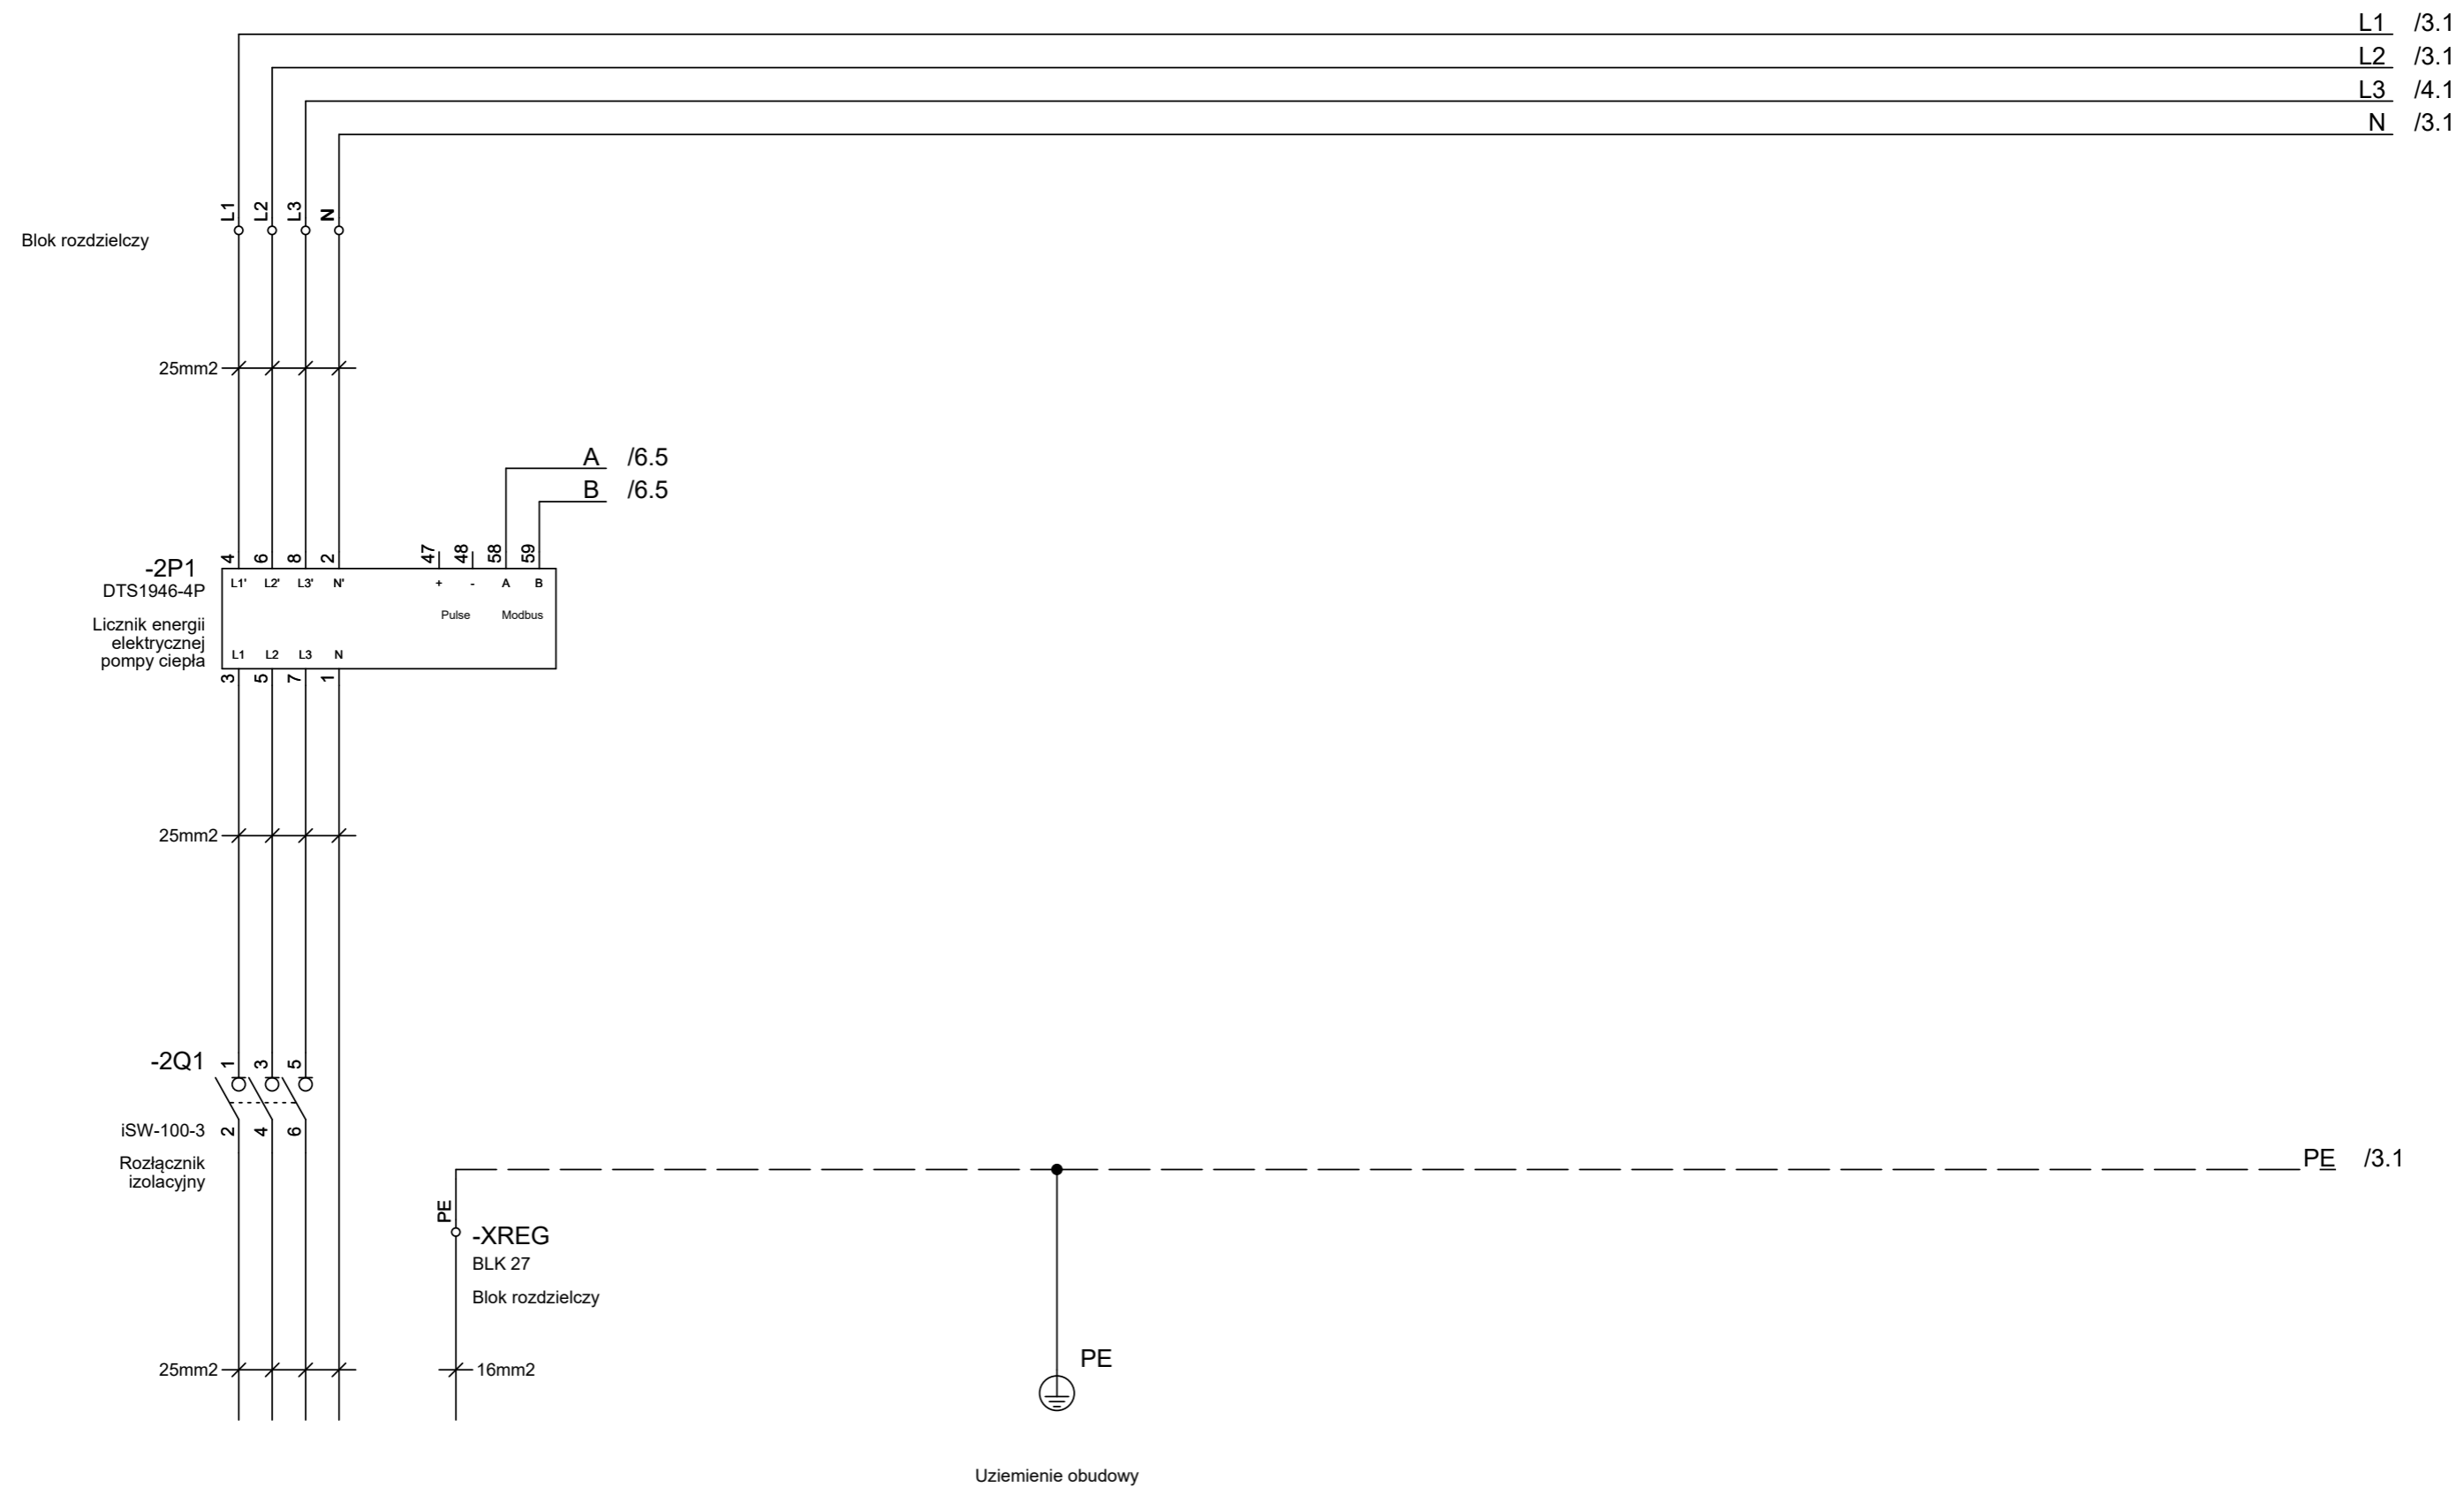 L1 /3.1
L2 /3.1
L3 /4.1
N /3.1
L1 L2 L3 N
Blok rozdzielczy
25mm2
A /6.5
B /6.5
4 6 8 2 47 48 58 59
-2P1
DTS1946-4P
Licznik energii
elektrycznej
pompy ciepła
L1' L2' L3' N' + - A B
Pulse Modbus
L1 L2 L3 N
3 5 7 1
25mm2
-2Q1
1 3 5
iSW-100-3
2 4 6
Rozłącznik
izolacyjny
PE /3.1
PE
-XREG
BLK 27
Blok rozdzielczy
25mm2
16mm2
PE
Uziemienie obudowy